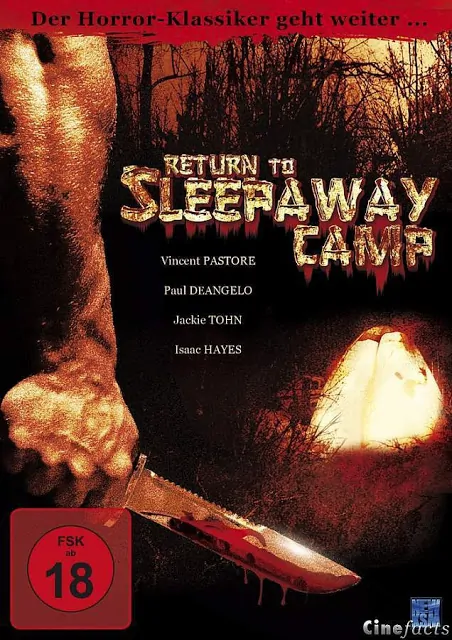 Der Horror-Klassiker geht weiter ...
RETURN TO
SLEEPAWAY
CAMP
Vincent PASTORE
Paul DEANGELO
Jackie TOHN
Isaac HAYES
FSK
ab
18
Cinefacts